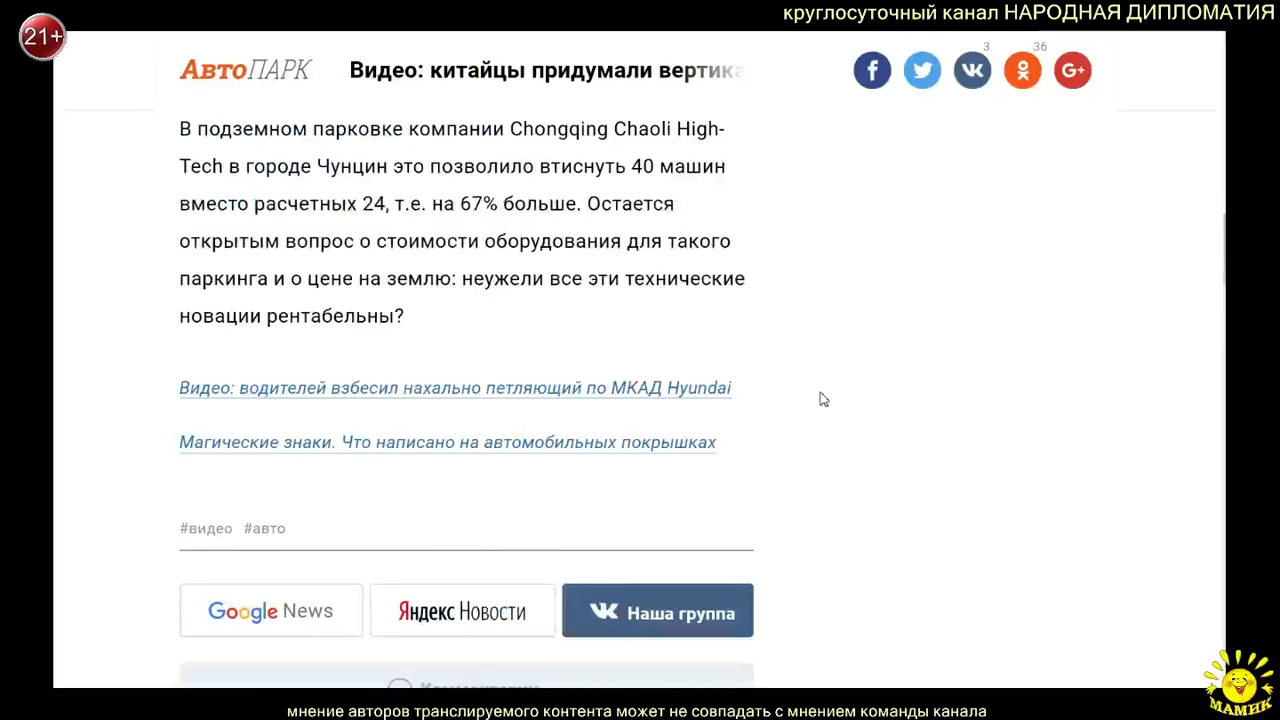 круглосуточный канал НАРОДНАЯ ДИПЛОМАТИЯ
21+
3
36
АвтоПАРК
Видео: китайцы придумали вертика
В подземном парковке компании Chongqing Chaoli High-
Tech в городе Чунцин это позволило втиснуть 40 машин
вместо расчетных 24, т.е. на 67% больше. Остается
открытым вопрос о стоимости оборудования для такого
паркинга и о цене на землю: неужели все эти технические
новации рентабельны?
Видео: водителей взбесил нахально петляющий по МКАД Hyundai
Магические знаки. Что написано на автомобильных покрышках
#видео #авто
Google News
Яндекс Новости
Наша группа
МАМИК
мнение авторов транслируемого контента может не совпадать с мнением команды канала